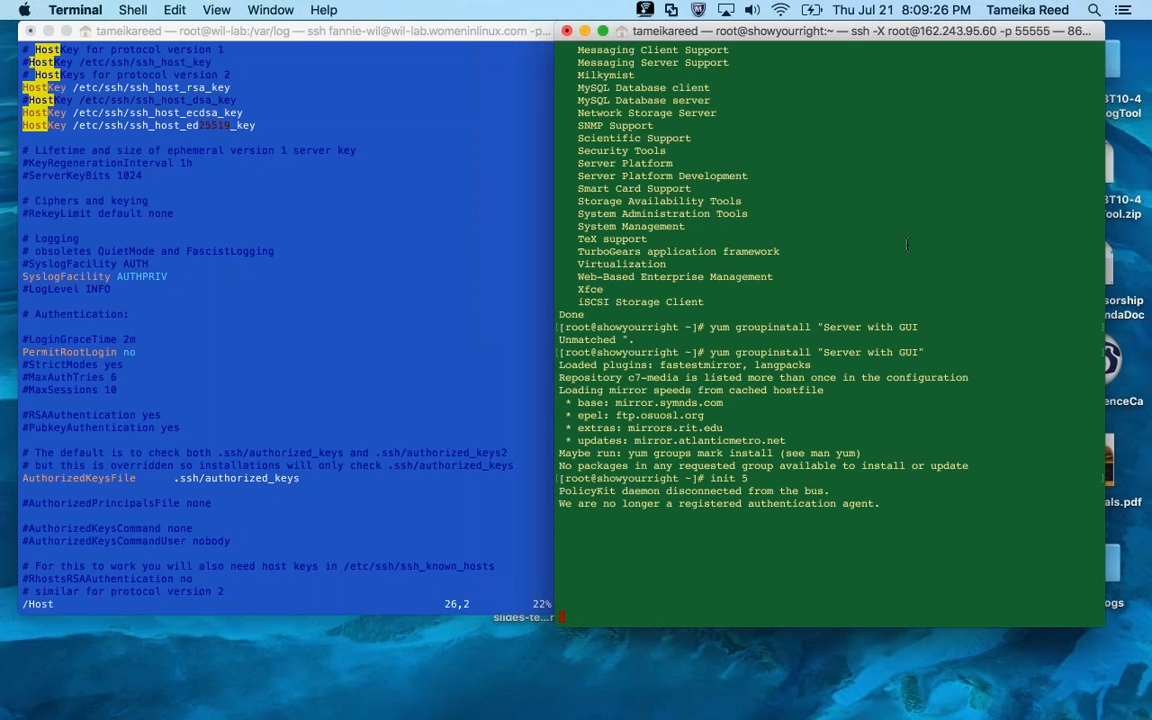 Terminal Shell Edit View Window Help
Thu Jul 21 8:09:26 PM Tameika Reed
tameikareed — root@wil-lab:/var/log — ssh fannie-wil@wil-lab.womeninlinux.com -p...
# HostKey for protocol version 1
#HostKey /etc/ssh/ssh_host_key
# HostKeys for protocol version 2
HostKey /etc/ssh/ssh_host_rsa_key
#HostKey /etc/ssh/ssh_host_dsa_key
HostKey /etc/ssh/ssh_host_ecdsa_key
HostKey /etc/ssh/ssh_host_ed25519_key
# Lifetime and size of ephemeral version 1 server key
#KeyRegenerationInterval 1h
#ServerKeyBits 1024
# Ciphers and keying
#RekeyLimit default none
# Logging
# obsoletes QuietMode and FascistLogging
#SyslogFacility AUTH
SyslogFacility AUTHPRIV
#LogLevel INFO
# Authentication:
#LoginGraceTime 2m
PermitRootLogin no
#StrictModes yes
#MaxAuthTries 6
#MaxSessions 10
#RSAAuthentication yes
#PubkeyAuthentication yes
# The default is to check both .ssh/authorized_keys and .ssh/authorized_keys2
# but this is overridden so installations will only check .ssh/authorized_keys
AuthorizedKeysFile .ssh/authorized_keys
#AuthorizedPrincipalsFile none
#AuthorizedKeysCommand none
#AuthorizedKeysCommandUser nobody
# For this to work you will also need host keys in /etc/ssh/ssh_known_hosts
#RhostsRSAAuthentication no
# similar for protocol version 2
/Host 26,2 22%
tameikareed — root@showyourright:~ — ssh -X root@162.243.95.60 -p 55555 — 86...
Messaging Client Support
Messaging Server Support
Milkymist
MySQL Database client
MySQL Database server
Network Storage Server
SNMP Support
Scientific Support
Security Tools
Server Platform
Server Platform Development
Smart Card Support
Storage Availability Tools
System Administration Tools
System Management
TeX support
TurboGears application framework
Virtualization
Web-Based Enterprise Management
Xfce
iSCSI Storage Client
Done
[root@showyourright ~]# yum groupinstall "Server with GUI
Unmatched ".
[root@showyourright ~]# yum groupinstall "Server with GUI"
Loaded plugins: fastestmirror, langpacks
Repository c7-media is listed more than once in the configuration
Loading mirror speeds from cached hostfile
* base: mirror.symnds.com
* epel: ftp.osuosl.org
* extras: mirrors.rit.edu
* updates: mirror.atlanticmetro.net
Maybe run: yum groups mark install (see man yum)
No packages in any requested group available to install or update
[root@showyourright ~]# init 5
PolicyKit daemon disconnected from the bus.
We are no longer a registered authentication agent.
slides-te...r
3T10-4
ogTool
3T10-4
ool.zip
sorship
ndaDoc
enceCa
als.pdf
ogs